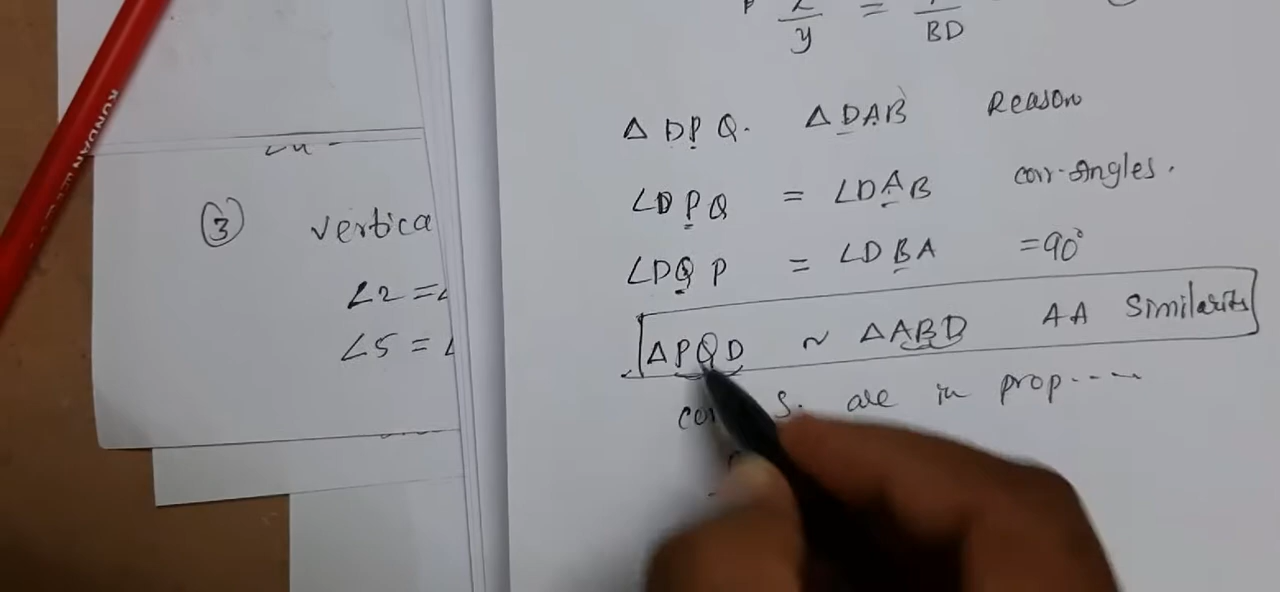 y = BD
Δ DPQ. Δ DAB Reason
∠DPQ = ∠DAB corr-Angles.
∠DQP = ∠DBA =90°
ΔPQD ~ ΔABD AA Similarity
S. are in prop----
③ vertica
∠2 =∠
∠5 = ∠
KUNDAN